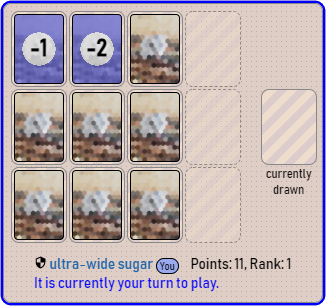 -1 -2
currently
drawn
ultra-wide sugar You Points: 11, Rank: 1
It is currently your turn to play.